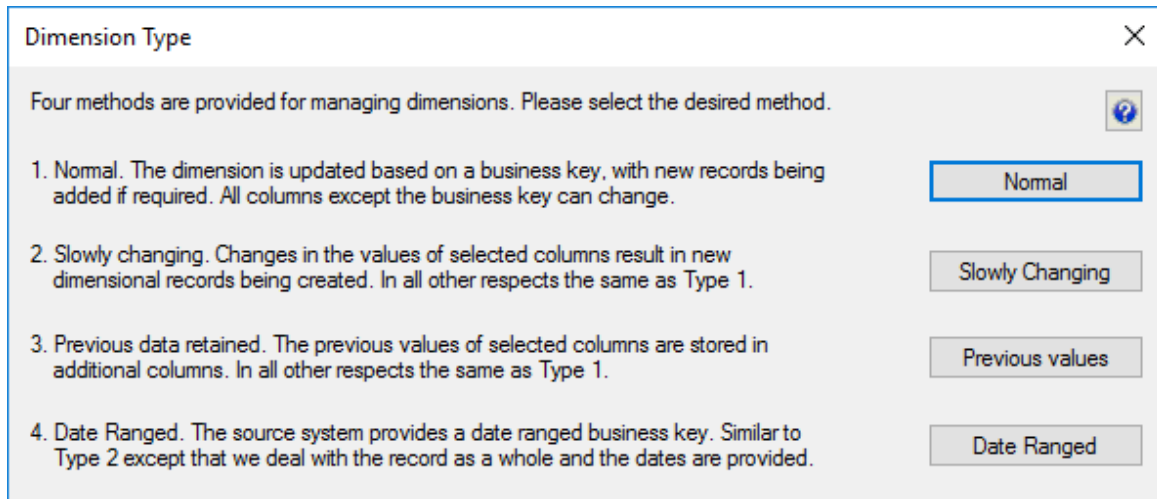 Dimension Type
Four methods are provided for managing dimensions. Please select the desired method.
1. Normal. The dimension is updated based on a business key, with new records being
added if required. All columns except the business key can change.
Normal
2. Slowly changing. Changes in the values of selected columns result in new
dimensional records being created. In all other respects the same as Type 1.
Slowly Changing
3. Previous data retained. The previous values of selected columns are stored in
additional columns. In all other respects the same as Type 1.
Previous values
4. Date Ranged. The source system provides a date ranged business key. Similar to
Type 2 except that we deal with the record as a whole and the dates are provided.
Date Ranged